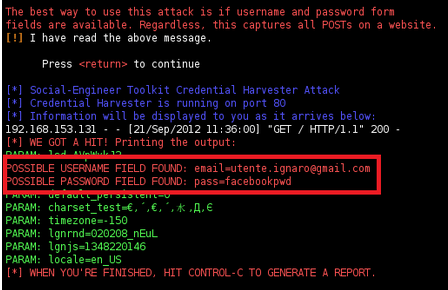 The best way to use this attack is if username and password form
fields are available. Regardless, this captures all POSTs on a website.
[!] I have read the above message.
Press <return> to continue
[*] Social-Engineer Toolkit Credential Harvester Attack
[*] Credential Harvester is running on port 80
[*] Information will be displayed to you as it arrives below:
192.168.153.131 - - [21/Sep/2012 11:36:00] "GET / HTTP/1.1" 200 -
[*] WE GOT A HIT! Printing the output:
PARAM:
POSSIBLE USERNAME FIELD FOUND: email=utente.ignaro@gmail.com
POSSIBLE PASSWORD FIELD FOUND: pass=facebookpwd
PARAM: default_persistent=0
PARAM: charset_test=€,´,€,´,水,Д,Є
PARAM: timezone=-150
PARAM: lgnrnd=020208_nEuL
PARAM: lgnjs=1348220146
PARAM: locale=en_US
[*] WHEN YOU'RE FINISHED, HIT CONTROL-C TO GENERATE A REPORT.